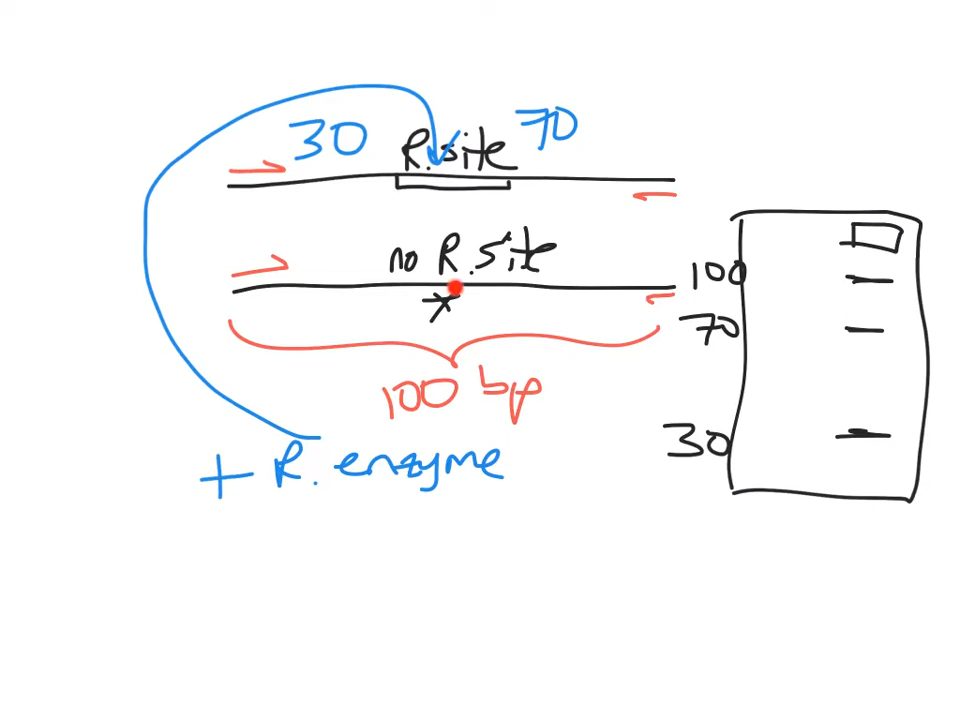 30 R. site 70
no R. site
100
70
100 bp
30
+ R. enzyme